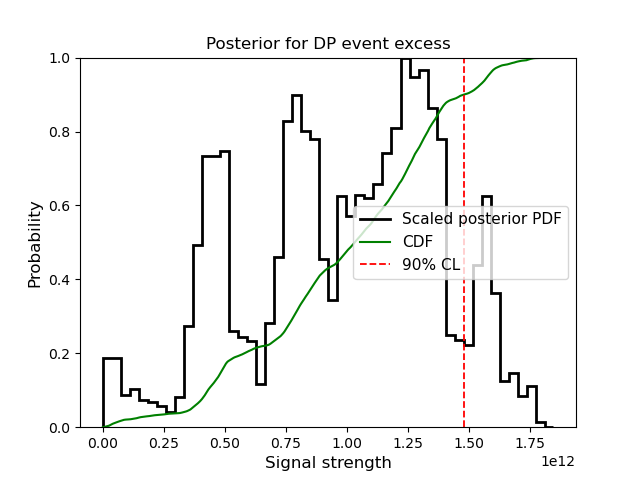 Posterior for DP event excess
1.0
0.8
0.6
0.4
0.2
0.0
Probability
Scaled posterior PDF
CDF
90% CL
0.00 0.25 0.50 0.75 1.00 1.25 1.50 1.75
1e12
Signal strength